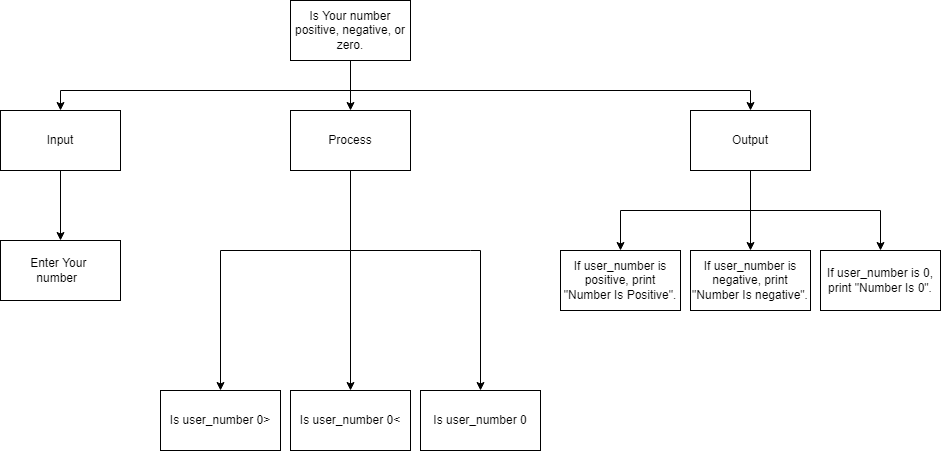 Is Your number
positive, negative, or
zero.
Input
Process
Output
Enter Your
number
If user_number is
positive, print
"Number Is Positive".
If user_number is
negative, print
"Number Is negative".
If user_number is 0,
print "Number Is 0".
Is user_number 0>
Is user_number 0<
Is user_number 0